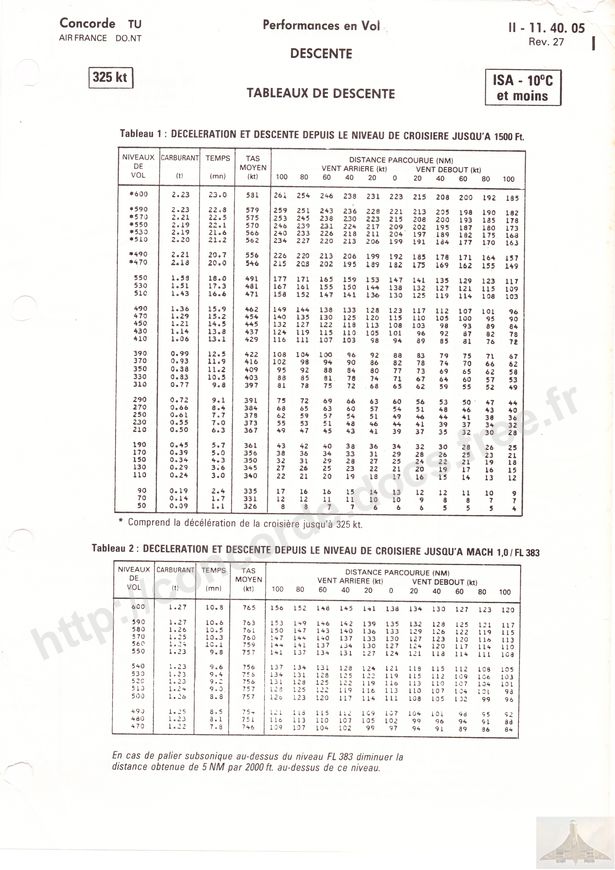 Concorde TU Performances en Vol II - 11. 40. 05
AIR FRANCE DO.NT Rev. 27
DESCENTE
325 kt ISA - 10ºC
et moins
TABLEAUX DE DESCENTE
Tableau 1 : DECELERATION ET DESCENTE DEPUIS LE NIVEAU DE CROISIERE JUSQU'A 1500 Ft.
NIVEAUX DE VOL CARBURANT (t) TEMPS (mn) TAS MOYEN (kt) DISTANCE PARCOURUE (NM)
VENT ARRIERE (kt) VENT DEBOUT (kt)
100 80 60 40 20 0 20 40 60 80 100
*600 2.23 23.0 581 261 254 246 238 231 223 215 208 200 192 185
*590 2.23 22.8 579 259 251 243 236 228 221 213 205 198 190 182
*570 2.21 22.5 575 253 245 238 230 223 215 208 200 193 185 178
*550 2.19 22.1 570 246 239 231 224 217 209 202 195 187 180 173
*530 2.19 21.6 566 240 233 226 218 211 204 197 189 182 175 168
*510 2.20 21.2 562 234 227 220 213 206 199 191 184 177 170 163
*490 2.21 20.7 556 226 220 213 206 199 192 185 178 171 164 157
*470 2.18 20.0 546 215 208 202 195 189 182 175 169 162 155 149
550 1.58 18.0 491 177 171 165 159 153 147 141 135 129 123 117
530 1.51 17.3 481 167 161 155 150 144 138 132 127 121 115 109
510 1.43 16.6 471 158 152 147 141 136 130 125 119 114 108 103
490 1.36 15.9 462 149 144 138 133 128 123 117 112 107 101 96
470 1.29 15.2 454 140 135 130 125 120 115 110 105 100 95 90
450 1.21 14.5 445 132 127 122 118 113 108 103 98 93 89 84
430 1.14 13.8 437 124 119 115 110 105 101 96 92 87 82 78
410 1.06 13.1 429 116 111 107 103 98 94 89 85 81 76 72
390 0.99 12.5 422 108 104 100 96 92 88 83 79 75 71 67
370 0.93 11.9 416 102 98 94 90 86 82 78 74 70 66 62
350 0.38 11.2 409 95 92 88 84 80 77 73 69 65 62 58
330 0.83 10.5 403 88 85 81 78 74 71 67 64 60 57 53
310 0.77 9.8 397 81 78 75 72 68 65 62 59 55 52 49
290 0.72 9.1 391 75 72 69 66 63 60 56 53 50 47 44
270 0.66 8.4 384 68 65 63 60 57 54 51 48 46 43 40
250 0.61 7.7 378 62 59 57 54 51 49 46 44 41 38 36
230 0.55 7.0 373 55 53 51 48 46 44 41 39 37 34 32
210 0.50 6.3 367 49 47 45 43 41 39 37 35 32 30 28
190 0.45 5.7 361 43 42 40 38 36 34 32 30 28 26 25
170 0.39 5.0 356 38 36 34 33 31 29 28 26 25 23 21
150 0.34 4.3 350 32 31 29 28 27 25 24 22 21 19 18
130 0.29 3.6 345 27 26 25 23 22 21 20 19 17 16 15
110 0.24 3.0 340 22 21 20 19 18 17 16 15 14 13 12
90 0.19 2.4 335 17 16 16 15 14 13 12 12 11 10 9
70 0.14 1.7 331 12 12 11 11 10 10 9 8 8 7 7
50 0.09 1.1 326 8 8 7 7 6 6 6 5 5 5 4
* Comprend la décélération de la croisière jusqu'à 325 kt.
Tableau 2 : DECELERATION ET DESCENTE DEPUIS LE NIVEAU DE CROISIERE JUSQU'A MACH 1,0 / FL 383
NIVEAUX DE VOL CARBURANT (t) TEMPS (mn) TAS MOYEN (kt) DISTANCE PARCOURUE (NM)
VENT ARRIERE (kt) VENT DEBOUT (kt)
100 80 60 40 20 0 20 40 60 80 100
600 1.27 10.8 765 156 152 148 145 141 138 134 130 127 123 120
590 1.27 10.6 763 153 149 146 142 139 135 132 128 125 121 117
580 1.26 10.5 761 150 147 143 140 136 133 129 126 122 119 115
570 1.25 10.3 760 147 144 140 137 133 130 127 123 120 116 113
560 1.24 10.1 759 144 141 137 134 130 127 124 120 117 114 110
550 1.23 9.8 757 141 137 134 131 127 124 121 118 114 111 108
540 1.23 9.6 756 137 134 131 128 124 121 118 115 112 108 105
530 1.23 9.4 756 134 131 128 125 122 119 115 112 109 106 103
520 1.23 9.2 756 131 128 125 122 119 116 113 110 107 104 101
510 1.24 9.0 757 128 125 122 119 116 113 110 107 104 101 98
500 1.26 8.8 757 126 123 120 117 114 111 108 105 102 99 96
490 1.25 8.5 754 121 118 115 112 109 107 104 101 98 95 92
480 1.23 8.1 751 116 113 110 107 105 102 99 96 94 91 88
470 1.22 7.8 746 109 107 104 102 99 97 94 91 89 86 84
En cas de palier subsonique au-dessus du niveau FL 383 diminuer la
distance obtenue de 5 NM par 2000 ft. au-dessus de ce niveau.
http://concorde.docs.free.fr